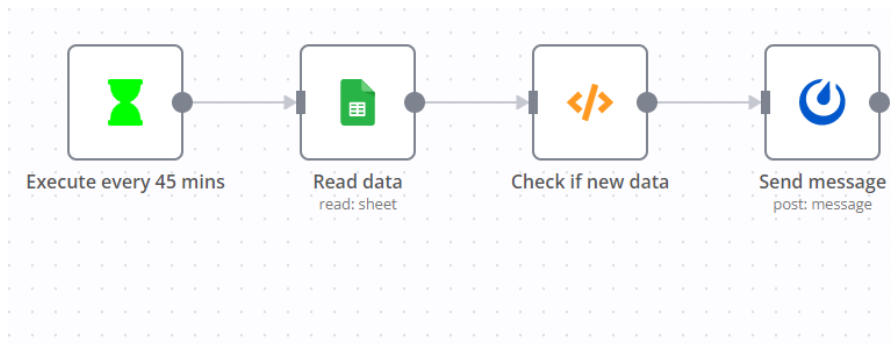 Execute every 45 mins
Read data
read: sheet
Check if new data
Send message
post: message